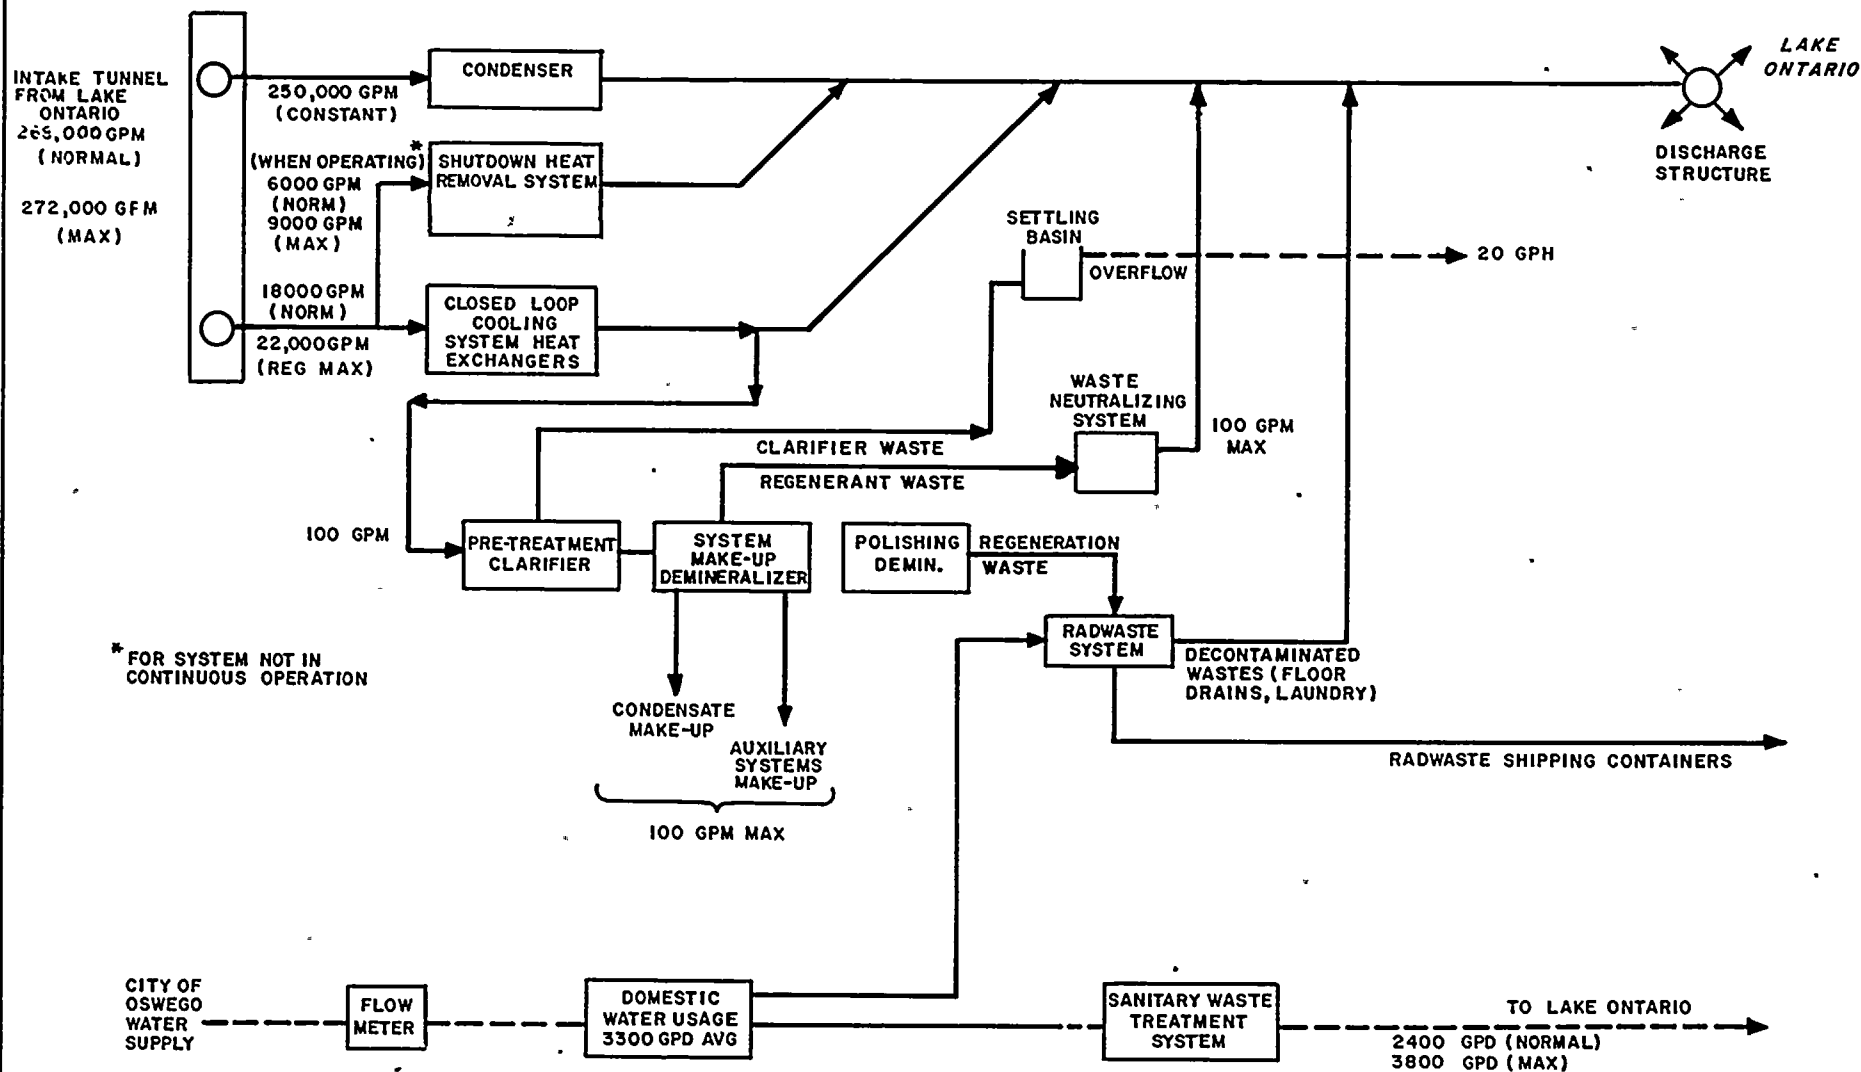 INTAKE TUNNEL
FROM LAKE
ONTARIO
268,000 GPM
(NORMAL)
272,000 GPM
(MAX)
250,000 GPM
(CONSTANT)
CONDENSER
LAKE
ONTARIO
DISCHARGE
STRUCTURE
(WHEN OPERATING)*
6000 GPM
(NORM)
9000 GPM
(MAX)
SHUTDOWN HEAT
REMOVAL SYSTEM
18000 GPM
(NORM)
22,000 GPM
(REG MAX)
CLOSED LOOP
COOLING
SYSTEM HEAT
EXCHANGERS
SETTLING
BASIN
OVERFLOW
20 GPH
WASTE
NEUTRALIZING
SYSTEM
100 GPM
MAX
CLARIFIER WASTE
REGENERANT WASTE
100 GPM
PRE-TREATMENT
CLARIFIER
SYSTEM
MAKE-UP
DEMINERALIZER
POLISHING
DEMIN.
REGENERATION
WASTE
RADWASTE
SYSTEM
DECONTAMINATED
WASTES (FLOOR
DRAINS, LAUNDRY)
* FOR SYSTEM NOT IN
CONTINUOUS OPERATION
CONDENSATE
MAKE-UP
AUXILIARY
SYSTEMS
MAKE-UP
100 GPM MAX
RADWASTE SHIPPING CONTAINERS
CITY OF
OSWEGO
WATER
SUPPLY
FLOW
METER
DOMESTIC
WATER USAGE
3300 GPD AVG
SANITARY WASTE
TREATMENT
SYSTEM
TO LAKE ONTARIO
2400 GPD (NORMAL)
3800 GPD (MAX)